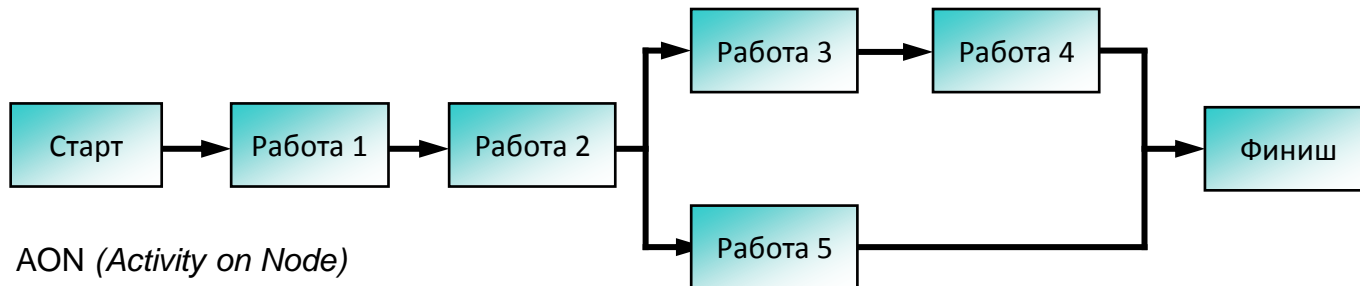 Работа 3
Работа 4
Старт
Работа 1
Работа 2
Финиш
Работа 5
AON (Activity on Node)